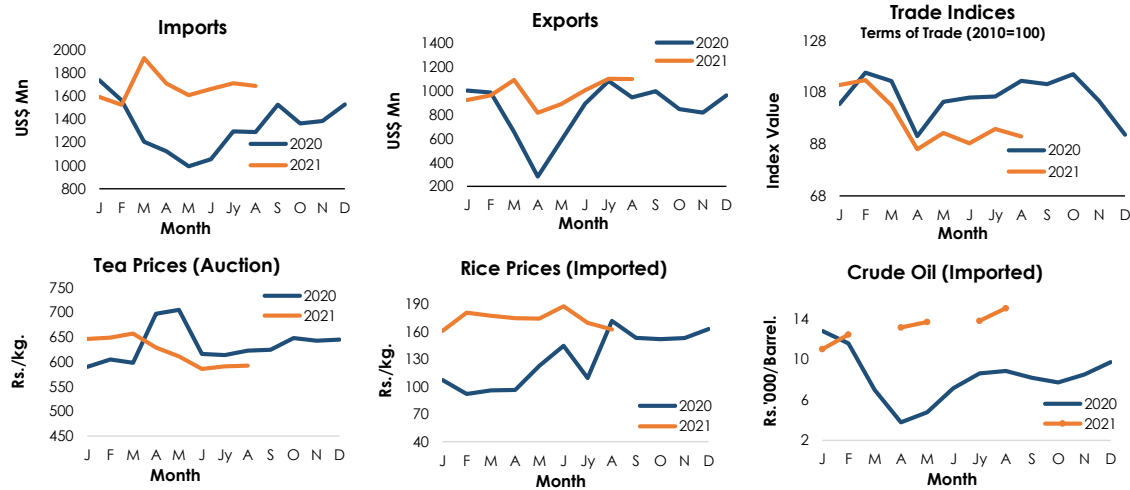 Imports
US$ Mn
2000
1800
1600
1400
1200
1000
800
2020
2021
J F M A M J Jy A S O N D
Month
Exports
US$ Mn
1400
1200
1000
800
600
400
200
2020
2021
J F M A M J Jy A S O N D
Month
Trade Indices
Terms of Trade (2010=100)
Index Value
128
108
88
68
2020
2021
J F M A M J Jy A S O N D
Month
Tea Prices (Auction)
Rs./kg.
750
700
650
600
550
500
450
2020
2021
J F M A M J Jy A S O N D
Month
Rice Prices (Imported)
Rs./kg.
190
160
130
100
70
40
2020
2021
J F M A M J Jy A S O N D
Month
Crude Oil (Imported)
Rs.'000/Barrel.
14
10
6
2
2020
2021
J F M A M J Jy A S O N D
Month